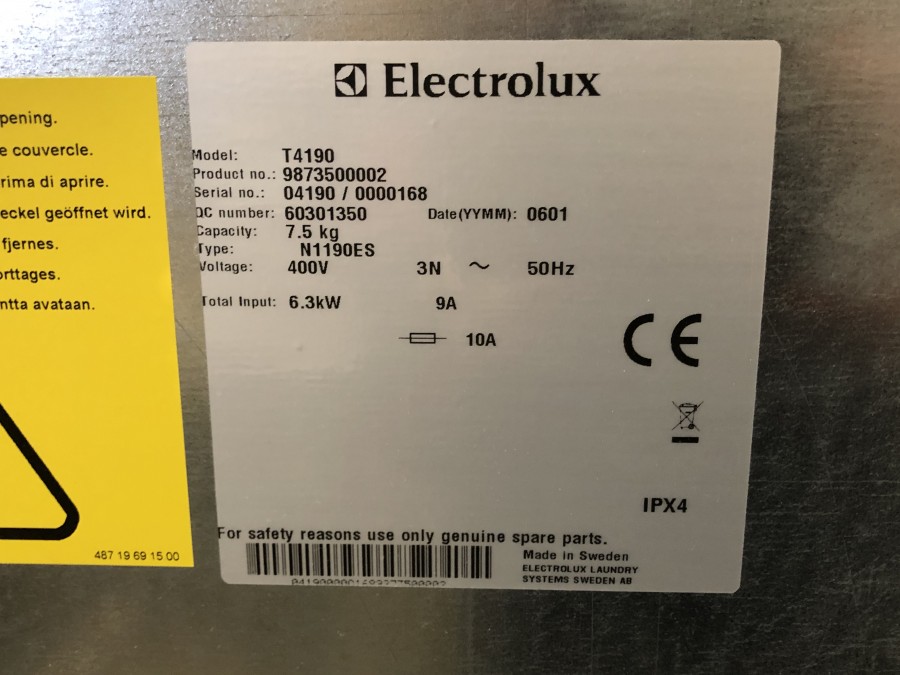 pening.
e couvercle.
rima di aprire.
eckel geöffnet wird.
fjernes.
orttages.
ntta avataan.
487 19 69 15 00
Electrolux
Model: T4190
Product no.: 9873500002
Serial no.: 04190 / 0000168
QC number: 60301350 Date(YYMM): 0601
Capacity: 7.5 kg
Type: N1190ES
Voltage: 400V 3N ~ 50Hz
Total Input: 6.3kW 9A
10A
CE
IPX4
For safety reasons use only genuine spare parts.
Made in Sweden
ELECTROLUX LAUNDRY
SYSTEMS SWEDEN AB